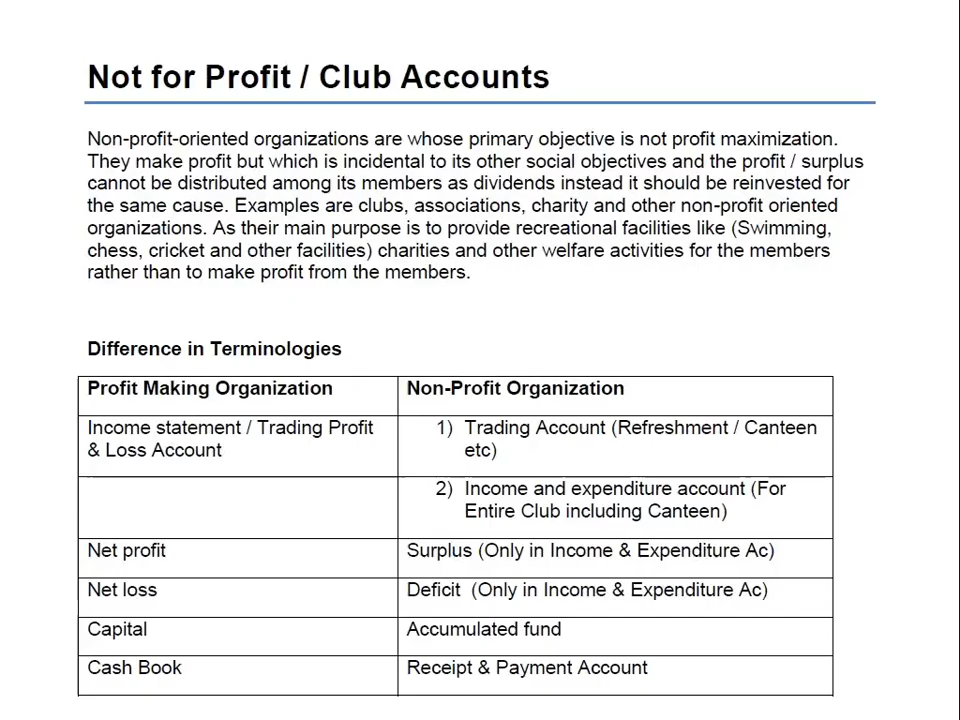 Not for Profit / Club Accounts
Non-profit-oriented organizations are whose primary objective is not profit maximization.
They make profit but which is incidental to its other social objectives and the profit / surplus
cannot be distributed among its members as dividends instead it should be reinvested for
the same cause. Examples are clubs, associations, charity and other non-profit oriented
organizations. As their main purpose is to provide recreational facilities like (Swimming,
chess, cricket and other facilities) charities and other welfare activities for the members
rather than to make profit from the members.
Difference in Terminologies
Profit Making Organization
Non-Profit Organization
Income statement / Trading Profit
& Loss Account
1) Trading Account (Refreshment / Canteen
etc)
2) Income and expenditure account (For
Entire Club including Canteen)
Net profit
Surplus (Only in Income & Expenditure Ac)
Net loss
Deficit (Only in Income & Expenditure Ac)
Capital
Accumulated fund
Cash Book
Receipt & Payment Account